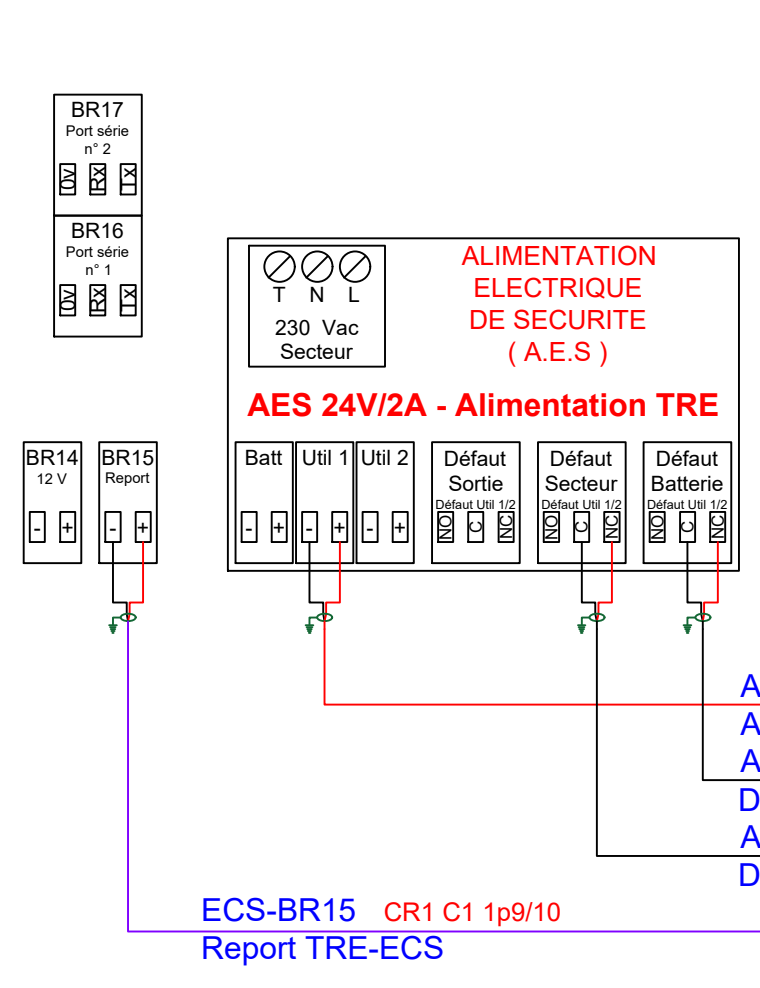 BR17
Port série
n° 2
0v Rx Tx
BR16
Port série
n° 1
0v Rx Tx
T N L
230 Vac
Secteur
ALIMENTATION
ELECTRIQUE
DE SECURITE
( A.E.S )
AES 24V/2A - Alimentation TRE
BR14
12 V
- +
BR15
Report
- +
Batt
- +
Util 1
- +
Util 2
- +
Défaut
Sortie
Défaut Util 1/2
NO C NC
Défaut
Secteur
Défaut Util 1/2
NO C NC
Défaut
Batterie
Défaut Util 1/2
NO C NC
A
A
A
D
A
D
ECS-BR15 CR1 C1 1p9/10
Report TRE-ECS